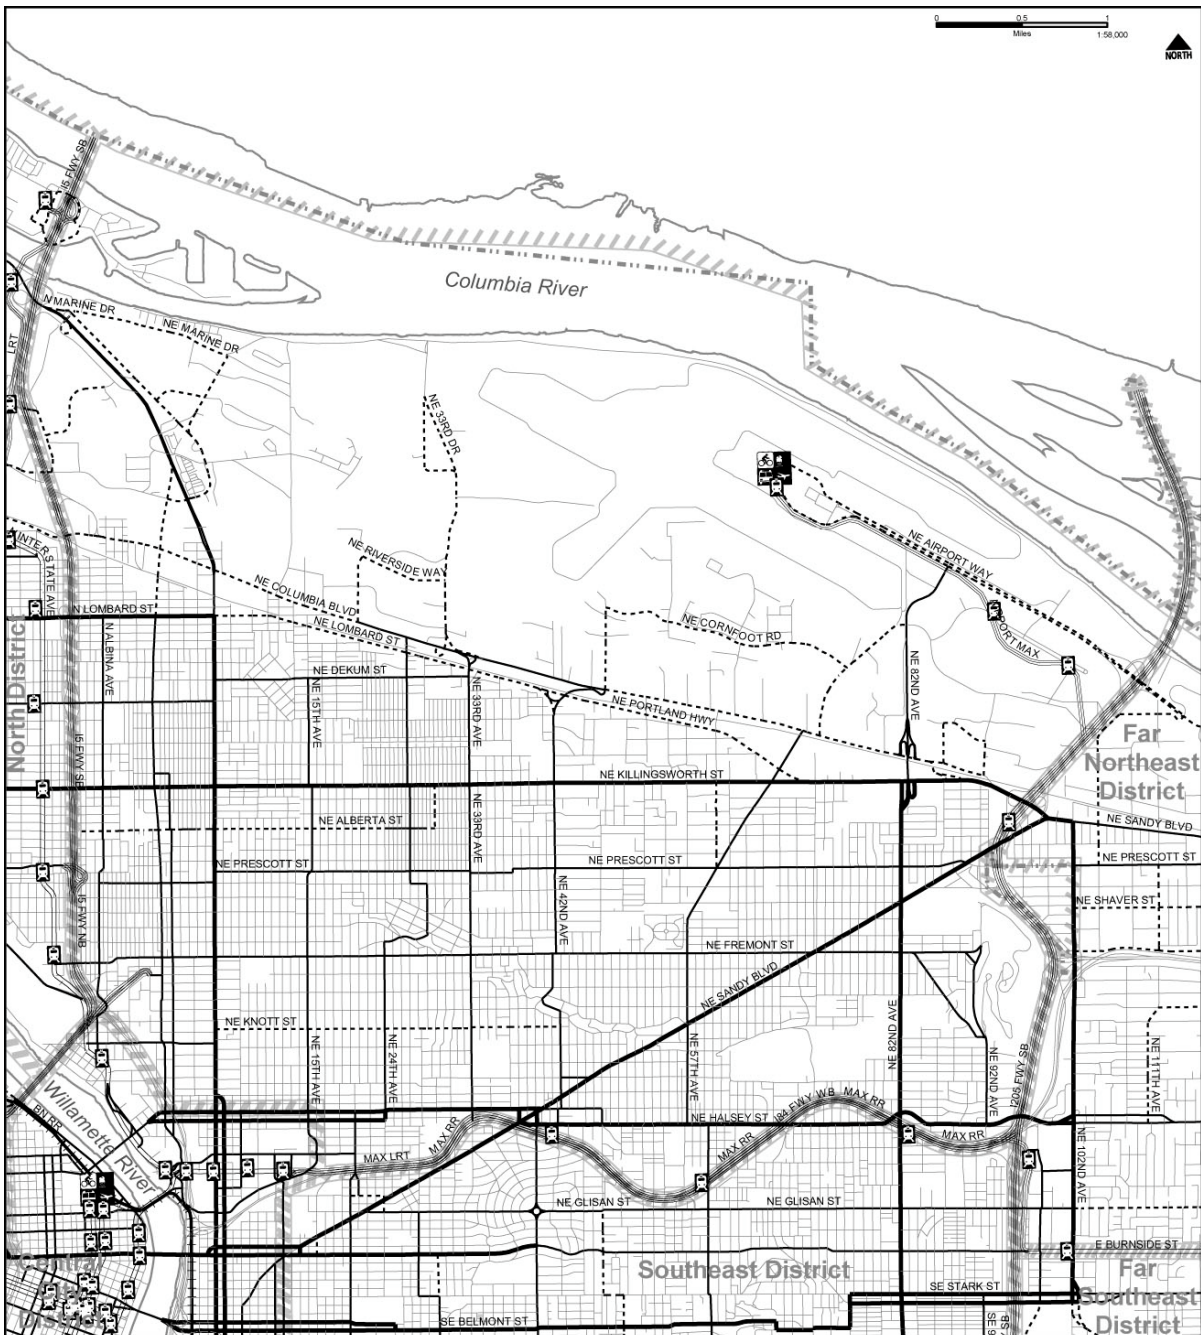 0 0.5 1
Miles 1:58,000
NORTH
I5 FWY SB
Columbia River
N MARINE DR
NE MARINE DR
LRT
NE 33RD DR
NE AIRPORT WAY
INTERSTATE AVE
NE RIVERSIDE WAY
NE COLUMBIA BLVD
N LOMBARD ST
NE LOMBARD ST
NE CORNFOOT RD
AIRPORT MAX
North District
N ALBINA AVE
NE DEKUM ST
NE 15TH AVE
NE 33RD AVE
NE 82ND AVE
NE PORTLAND HWY
Far
Northeast
District
I5 FWY SB
NE KILLINGSWORTH ST
NE ALBERTA ST
NE 33RD AVE
NE SANDY BLVD
NE PRESCOTT ST
NE PRESCOTT ST
NE PRESCOTT ST
NE 42ND AVE
NE SHAVER ST
I5 FWY NB
NE FREMONT ST
NE SANDY BLVD
NE KNOTT ST
NE 82ND AVE
NE 15TH AVE
NE 24TH AVE
NE 57TH AVE
NE 92ND AVE
I205 FWY SB
NE 111TH AVE
Willamette River
BN RR
NE HALSEY ST
I84 FWY WB
MAX RR
MAX RR
MAX RR
MAX RR
MAX LRT
NE 102ND AVE
NE GLISAN ST
NE GLISAN ST
E BURNSIDE ST
Central
City
District
Southeast District
SE STARK ST
Far
Southeast
District
SE BELMONT ST